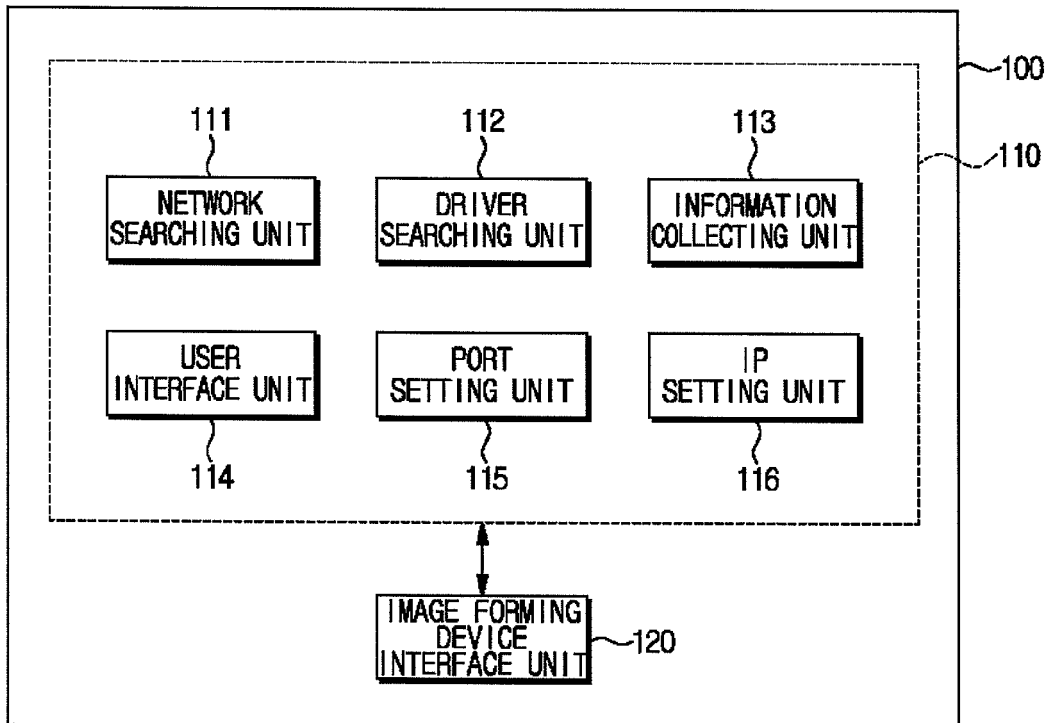 100
110
111
112
113
NETWORK
SEARCHING UNIT
DRIVER
SEARCHING UNIT
INFORMATION
COLLECTING UNIT
USER
INTERFACE UNIT
PORT
SETTING UNIT
IP
SETTING UNIT
114
115
116
IMAGE FORMING
DEVICE
INTERFACE UNIT
120